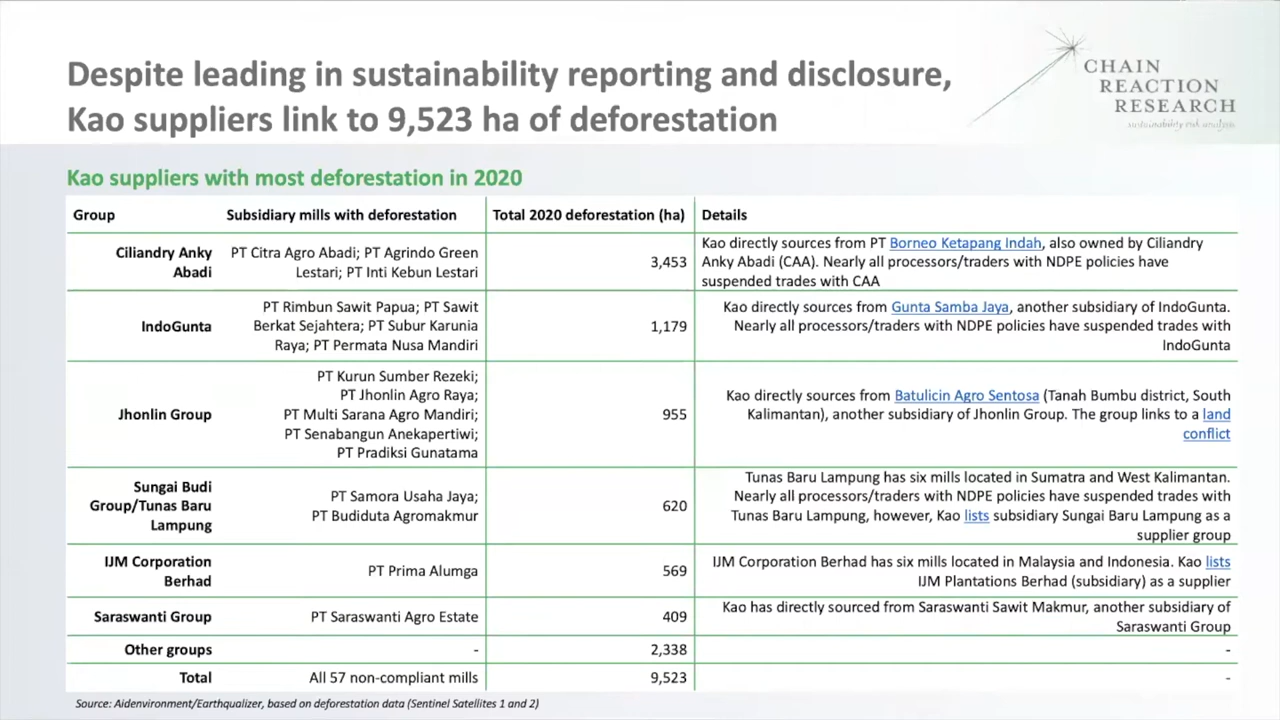 Despite leading in sustainability reporting and disclosure,
Kao suppliers link to 9,523 ha of deforestation
CHAIN
REACTION
RESEARCH
sustainability risk analysis
Kao suppliers with most deforestation in 2020
Group Subsidiary mills with deforestation Total 2020 deforestation (ha) Details
Ciliandry Anky
Abadi
PT Citra Agro Abadi; PT Agrindo Green
Lestari; PT Inti Kebun Lestari
3,453
Kao directly sources from PT Borneo Ketapang Indah, also owned by Ciliandry
Anky Abadi (CAA). Nearly all processors/traders with NDPE policies have
suspended trades with CAA
IndoGunta
PT Rimbun Sawit Papua; PT Sawit
Berkat Sejahtera; PT Subur Karunia
Raya; PT Permata Nusa Mandiri
1,179
Kao directly sources from Gunta Samba Jaya, another subsidiary of IndoGunta.
Nearly all processors/traders with NDPE policies have suspended trades with
IndoGunta
Jhonlin Group
PT Kurun Sumber Rezeki;
PT Jhonlin Agro Raya;
PT Multi Sarana Agro Mandiri;
PT Senabangun Anekapertiwi;
PT Pradiksi Gunatama
955
Kao directly sources from Batulicin Agro Sentosa (Tanah Bumbu district, South
Kalimantan), another subsidiary of Jhonlin Group. The group links to a land
conflict
Sungai Budi
Group/Tunas Baru
Lampung
PT Samora Usaha Jaya;
PT Budiduta Agromakmur
620
Tunas Baru Lampung has six mills located in Sumatra and West Kalimantan.
Nearly all processors/traders with NDPE policies have suspended trades with
Tunas Baru Lampung, however, Kao lists subsidiary Sungai Baru Lampung as a
supplier group
IJM Corporation
Berhad
PT Prima Alumga
569
IJM Corporation Berhad has six mills located in Malaysia and Indonesia. Kao lists
IJM Plantations Berhad (subsidiary) as a supplier
Saraswanti Group
PT Saraswanti Agro Estate
409
Kao has directly sourced from Saraswanti Sawit Makmur, another subsidiary of
Saraswanti Group
Other groups - 2,338 -
Total All 57 non-compliant mills 9,523 -
Source: Aidenvironment/Earthqualizer, based on deforestation data (Sentinel Satellites 1 and 2)